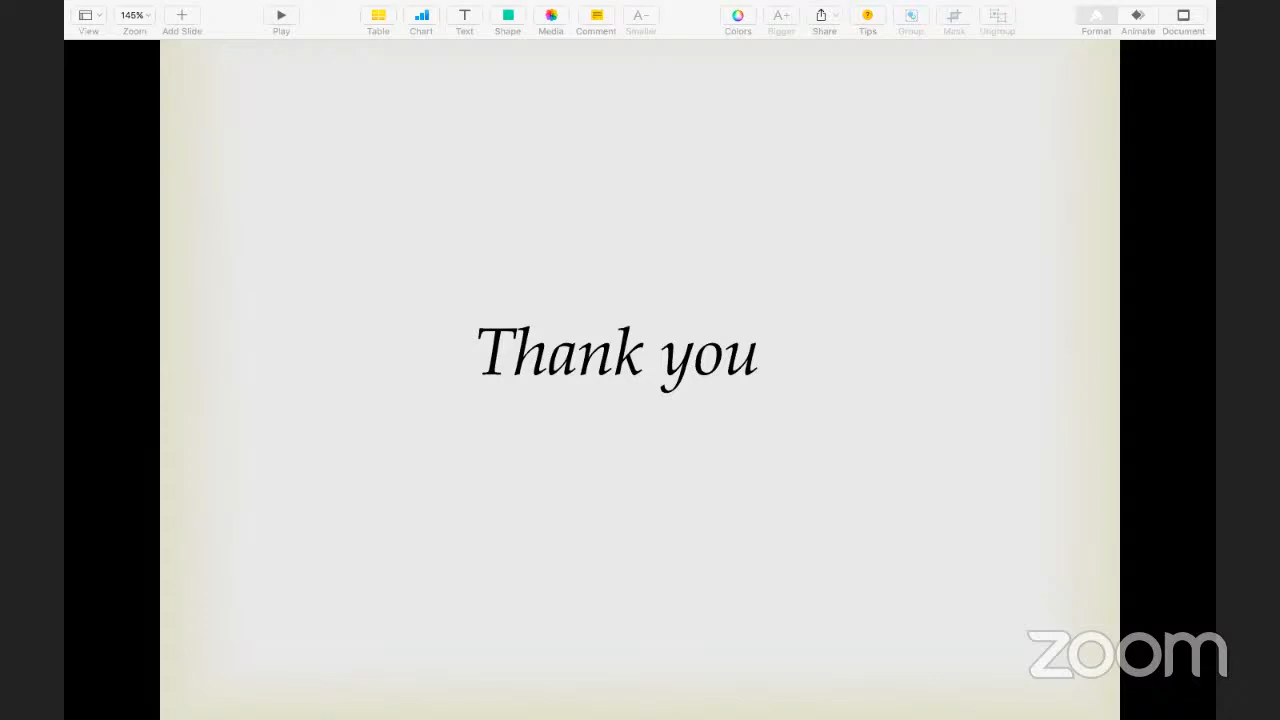 145%
View Zoom Add Slide Play Table Chart Text Shape Media Comment Smaller Colors Bigger Share Tips Group Mask Ungroup Format Animate Document
Thank you
zoom